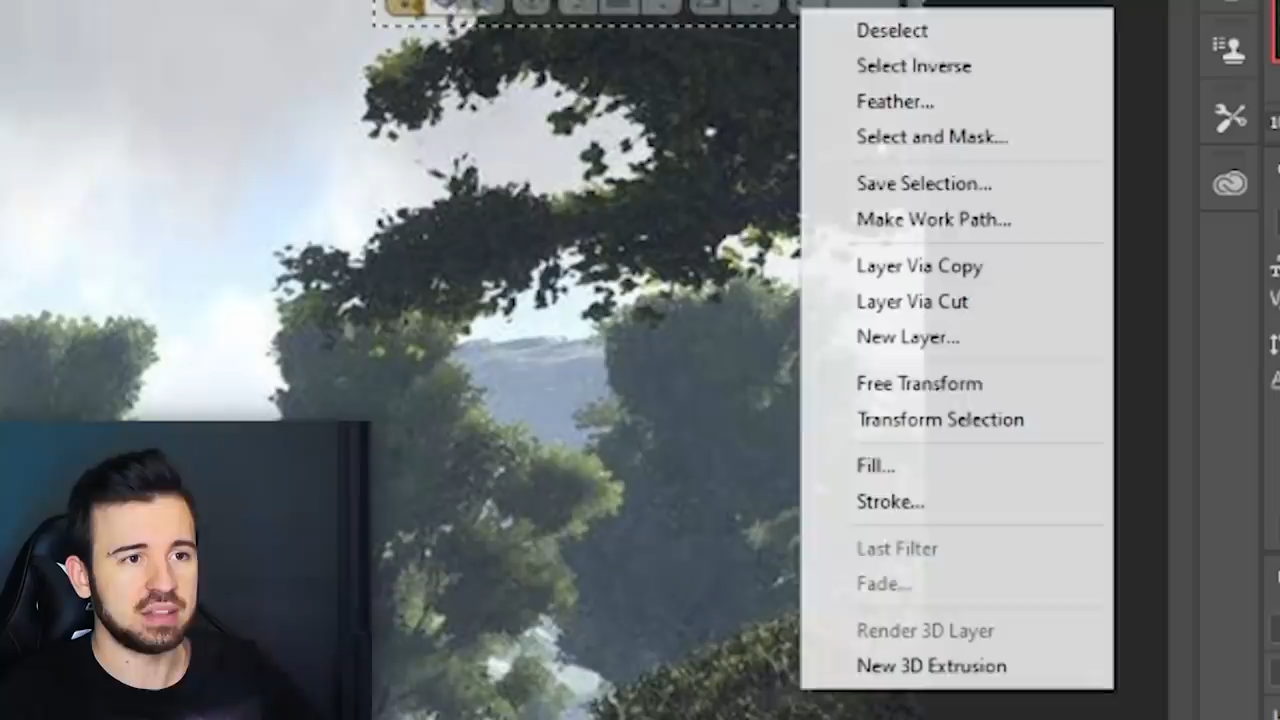 Deselect
Select Inverse
Feather...
Select and Mask...
Save Selection...
Make Work Path...
Layer Via Copy
Layer Via Cut
New Layer...
Free Transform
Transform Selection
Fill...
Stroke...
Last Filter
Fade...
Render 3D Layer
New 3D Extrusion